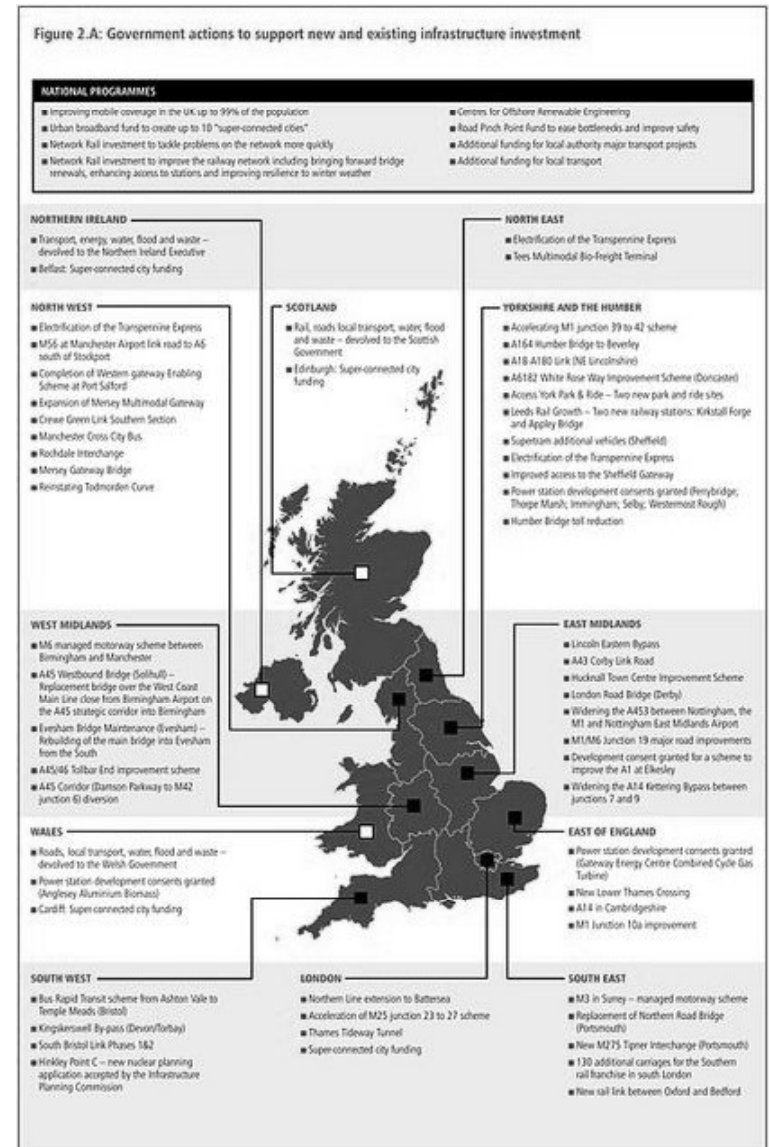 Figure 2.A: Government actions to support new and existing infrastructure investment
NATIONAL PROGRAMMES
■ Improving mobile coverage in the UK up to 99% of the population
■ Urban broadband fund to create up to 10 "super-connected cities"
■ Network Rail investment to tackle problems on the network more quickly
■ Network Rail investment to improve the railway network including bringing forward bridge
renewals, enhancing access to stations and improving resilience to winter weather
■ Centres for Offshore Renewable Engineering
■ Road Pinch Point Fund to ease bottlenecks and improve safety
■ Additional funding for local authority major transport projects
■ Additional funding for local transport
NORTHERN IRELAND
■ Transport, energy, water, flood and waste –
devolved to the Northern Ireland Executive
■ Belfast: Super-connected city funding
NORTH EAST
■ Electrification of the Transpennine Express
■ Tees Multimodal Bio-Freight Terminal
NORTH WEST
■ Electrification of the Transpennine Express
■ M56 at Manchester Airport link road to A6
south of Stockport
■ Completion of Western gateway Enabling
Scheme at Port Salford
■ Expansion of Mersey Multimodal Gateway
■ Crewe Green Link Southern Section
■ Manchester Cross City Bus
■ Rochdale Interchange
■ Mersey Gateway Bridge
■ Reinstating Todmorden Curve
SCOTLAND
■ Rail, roads local transport, water, flood
and waste – devolved to the Scottish
Government
■ Edinburgh: Super-connected city
funding
YORKSHIRE AND THE HUMBER
■ Accelerating M1 junction 39 to 42 scheme
■ A164 Humber Bridge to Beverley
■ A18-A180 Link (NE Lincolnshire)
■ A6182 White Rose Way Improvement Scheme (Doncaster)
■ Access York Park & Ride – Two new park and ride sites
■ Leeds Rail Growth – Two new railway stations: Kirkstall Forge
and Appley Bridge
■ Supertram additional vehicles (Sheffield)
■ Electrification of the Transpennine Express
■ Improved access to the Sheffield Gateway
■ Power station development consents granted (Ferrybridge;
Thorpe Marsh; Immingham; Selby; Westermost Rough)
■ Humber Bridge toll reduction
WEST MIDLANDS
■ M6 managed motorway scheme between
Birmingham and Manchester
■ A45 Westbound Bridge (Solihull) –
Replacement bridge over the West Coast
Main Line close from Birmingham Airport on
the A45 strategic corridor into Birmingham
■ Evesham Bridge Maintenance (Evesham) –
Rebuilding of the main bridge into Evesham
from the South
■ A45/46 Tollbar End improvement scheme
■ A45 Corridor (Damson Parkway to M42
junction 6) diversion
EAST MIDLANDS
■ Lincoln Eastern Bypass
■ A43 Corby Link Road
■ Hucknall Town Centre Improvement Scheme
■ London Road Bridge (Derby)
■ Widening the A453 between Nottingham, the
M1 and Nottingham East Midlands Airport
■ M1/M6 Junction 19 major road improvements
■ Development consent granted for a scheme to
improve the A1 at Elkesley
■ Widening the A14 Kettering Bypass between
junctions 7 and 9
WALES
■ Roads, local transport, water, flood and waste –
devolved to the Welsh Government
■ Power station development consents granted
(Anglesey Aluminium Biomass)
■ Cardiff: Super-connected city funding
EAST OF ENGLAND
■ Power station development consents granted
(Gateway Energy Centre Combined Cycle Gas
Turbine)
■ New Lower Thames Crossing
■ A14 in Cambridgeshire
■ M1 Junction 10a improvement
SOUTH WEST
■ Bus Rapid Transit scheme from Ashton Vale to
Temple Meads (Bristol)
■ Kingskerswell By-pass (Devon/Torbay)
■ South Bristol Link Phases 1&2
■ Hinkley Point C – new nuclear planning
application accepted by the Infrastructure
Planning Commission
LONDON
■ Northern Line extension to Battersea
■ Acceleration of M25 junction 23 to 27 scheme
■ Thames Tideway Tunnel
■ Super-connected city funding
SOUTH EAST
■ M3 in Surrey – managed motorway scheme
■ Replacement of Northern Road Bridge
(Portsmouth)
■ New M275 Tipner Interchange (Portsmouth)
■ 130 additional carriages for the Southern
rail franchise in south London
■ New rail link between Oxford and Bedford